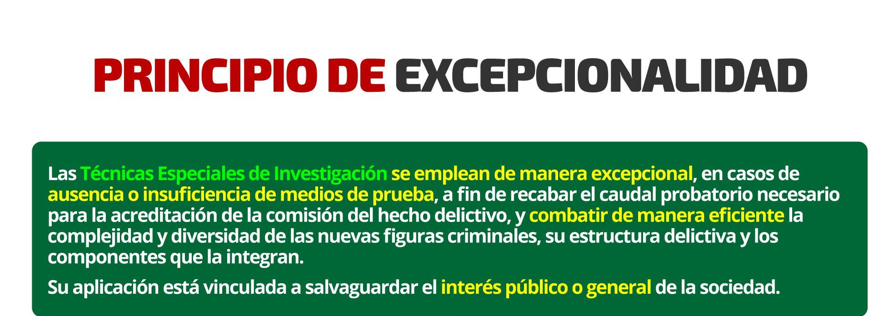 PRINCIPIO DE EXCEPCIONALIDAD
Las Técnicas Especiales de Investigación se emplean de manera excepcional, en casos de
ausencia o insuficiencia de medios de prueba, a fin de recabar el caudal probatorio necesario
para la acreditación de la comisión del hecho delictivo, y combatir de manera eficiente la
complejidad y diversidad de las nuevas figuras criminales, su estructura delictiva y los
componentes que la integran.
Su aplicación está vinculada a salvaguardar el interés público o general de la sociedad.